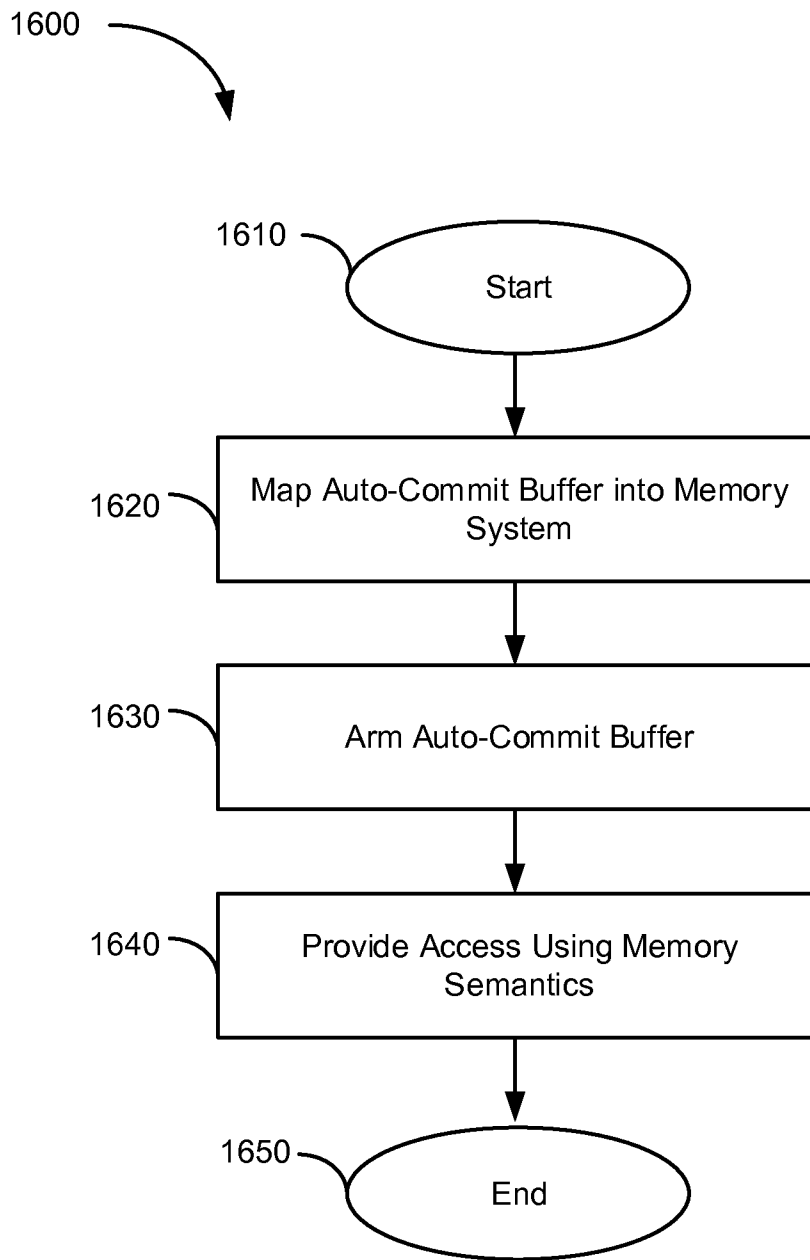 1600
1610
Start
1620
Map Auto-Commit Buffer into Memory
System
1630
Arm Auto-Commit Buffer
1640
Provide Access Using Memory
Semantics
1650
End